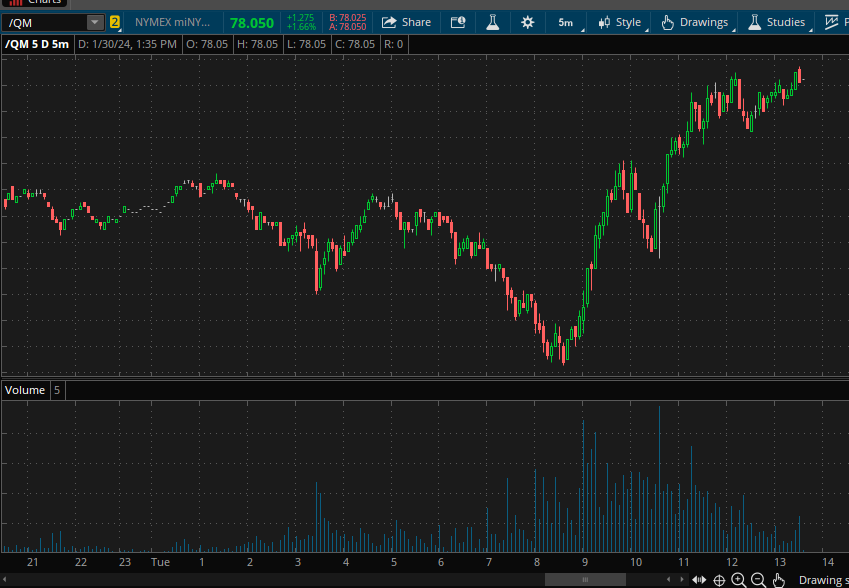 Charts
/QM 2 NYMEX miNY... 78.050 +1.275 +1.66% B: 78.025 A: 78.050 Share 5m Style Drawings Studies
/QM 5 D 5m D: 1/30/24, 1:35 PM O: 78.05 H: 78.05 L: 78.05 C: 78.05 R: 0
Volume 5
21 22 23 Tue 1 2 3 4 5 6 7 8 9 10 11 12 13 14
Drawing s